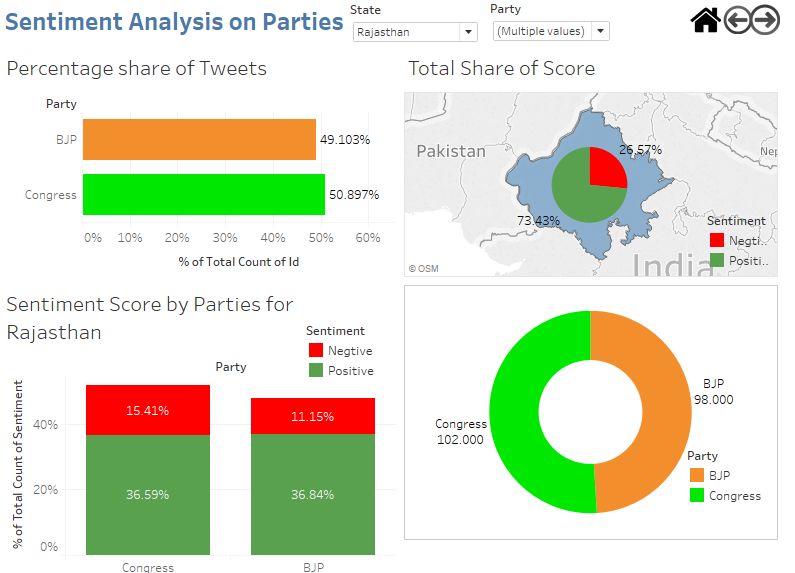 Sentiment Analysis on Parties
State
Rajasthan
Party
(Multiple values)
Percentage share of Tweets
Party
BJP
49.103%
Congress
50.897%
0% 10% 20% 30% 40% 50% 60%
% of Total Count of Id
Total Share of Score
Pakistan
26.57%
Nep
73.43%
Sentiment
Negti..
Positi..
India
© OSM
Sentiment Score by Parties for
Rajasthan
Sentiment
Negtive
Positive
Party
% of Total Count of Sentiment
40%
20%
0%
15.41%
11.15%
36.59%
36.84%
Congress
BJP
BJP
98.000
Congress
102.000
Party
BJP
Congress